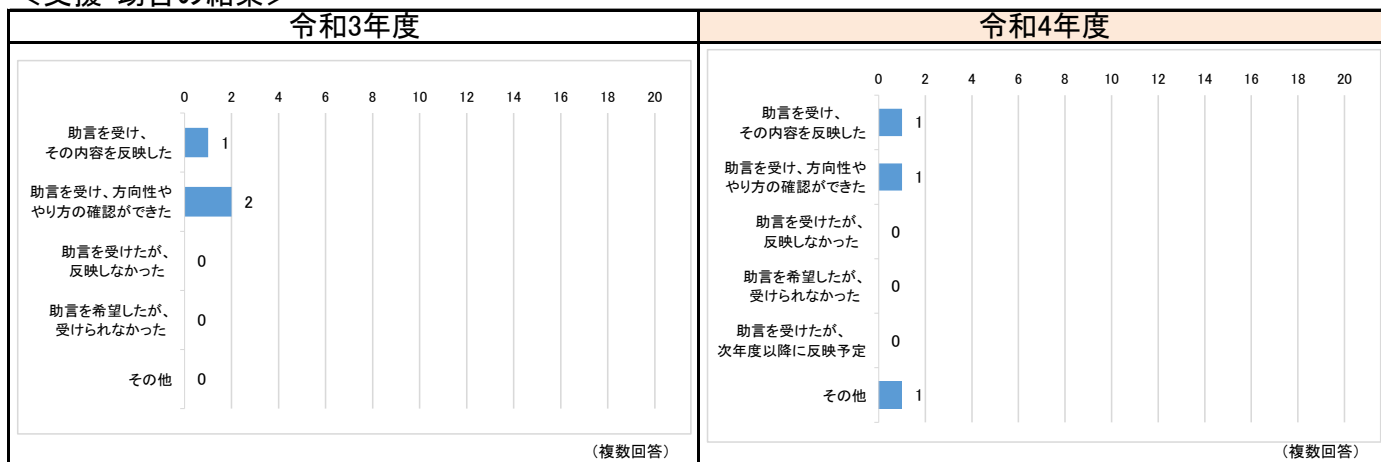 ＜支援・助言の結果＞
令和3年度
0 2 4 6 8 10 12 14 16 18 20
助言を受け、
その内容を反映した
1
助言を受け、方向性や
やり方の確認ができた
2
助言を受けたが、
反映しなかった
0
助言を希望したが、
受けられなかった
0
その他
0
（複数回答）
令和4年度
0 2 4 6 8 10 12 14 16 18 20
助言を受け、
その内容を反映した
1
助言を受け、方向性や
やり方の確認ができた
1
助言を受けたが、
反映しなかった
0
助言を希望したが、
受けられなかった
0
助言を受けたが、
次年度以降に反映予定
0
その他
1
（複数回答）